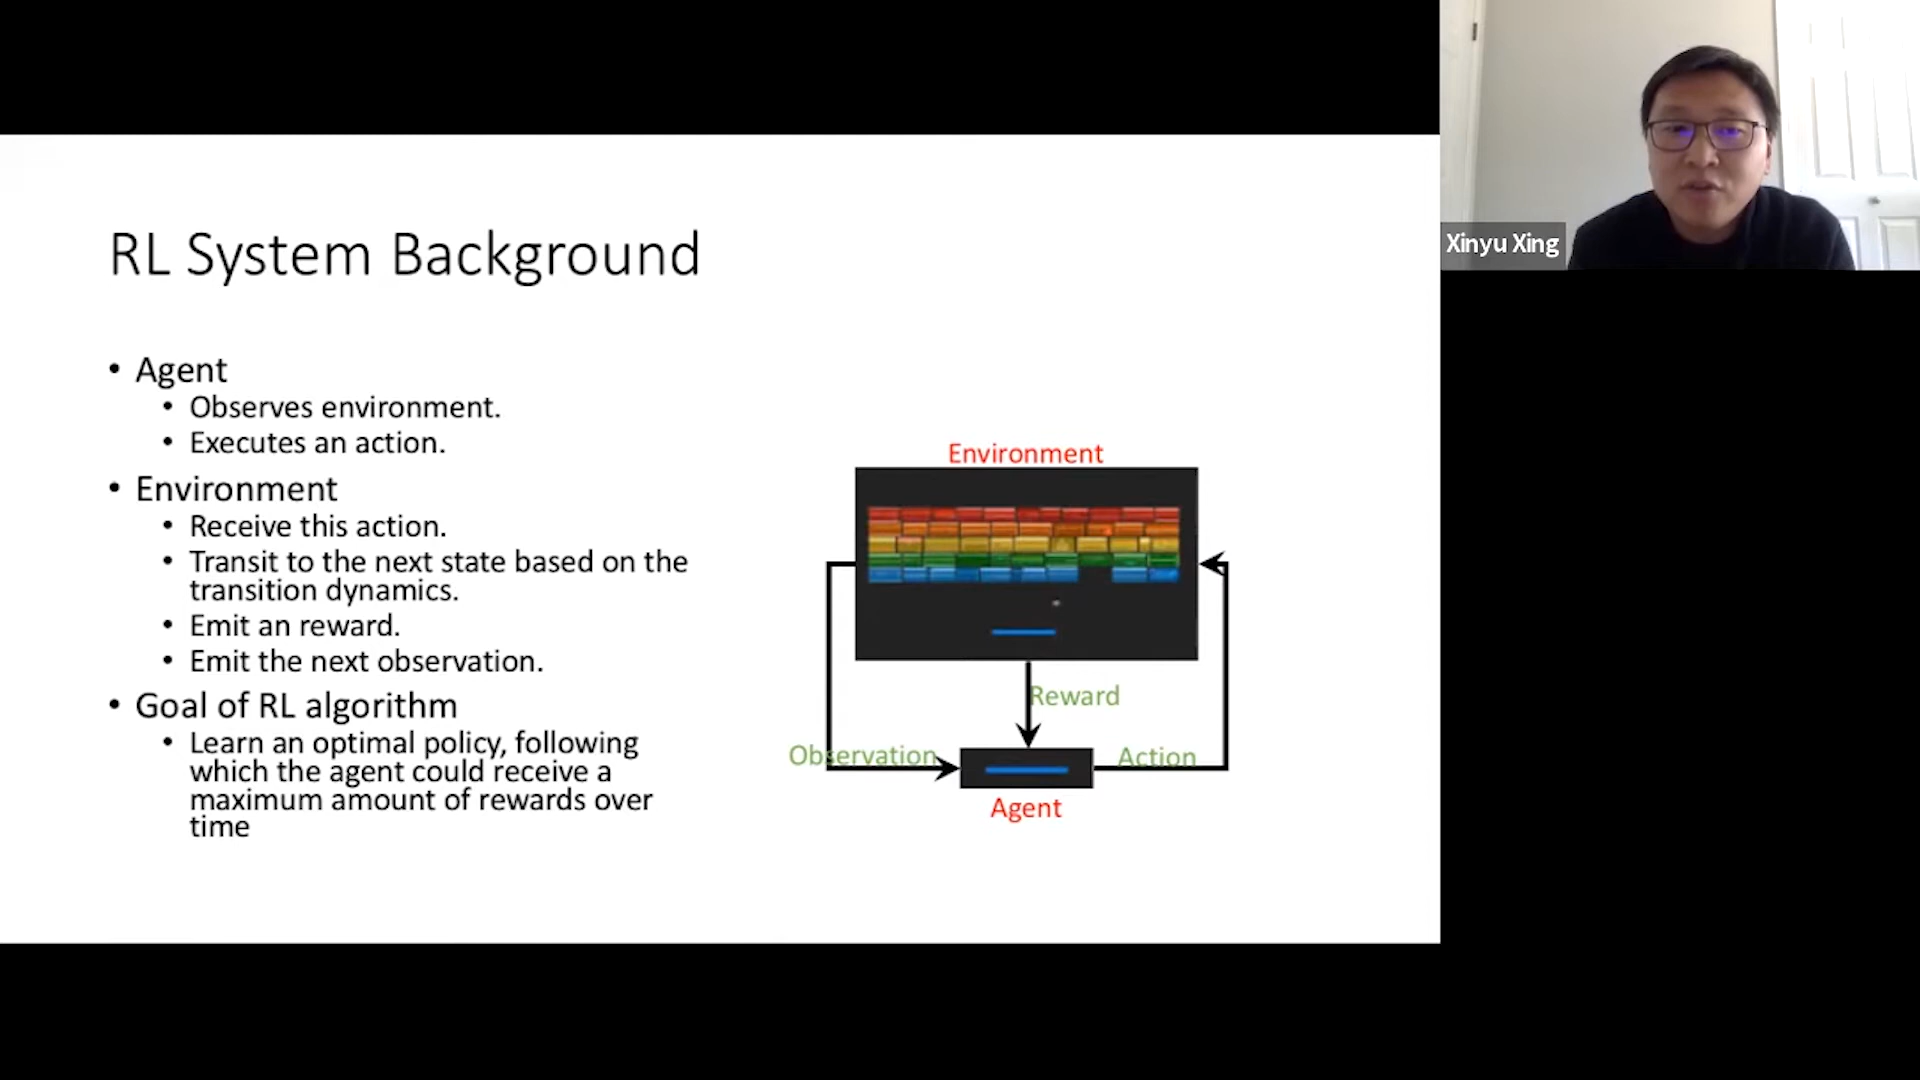 RL System Background
• Agent
• Observes environment.
• Executes an action.
• Environment
• Receive this action.
• Transit to the next state based on the
transition dynamics.
• Emit an reward.
• Emit the next observation.
• Goal of RL algorithm
• Learn an optimal policy, following
which the agent could receive a
maximum amount of rewards over
time
Environment
Reward
Observation
Action
Agent
Xinyu Xing